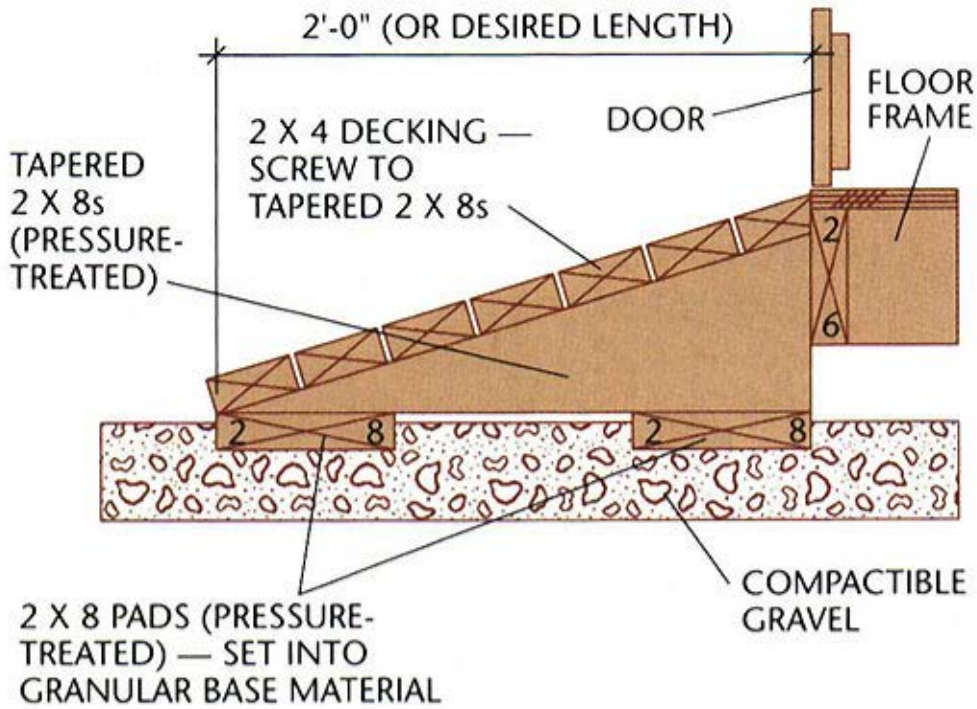 2'-0" (OR DESIRED LENGTH)
DOOR
FLOOR
FRAME
2 X 4 DECKING —
SCREW TO
TAPERED 2 X 8s
TAPERED
2 X 8s
(PRESSURE-
TREATED)
2
6
2 8
2 8
COMPACTIBLE
GRAVEL
2 X 8 PADS (PRESSURE-
TREATED) — SET INTO
GRANULAR BASE MATERIAL